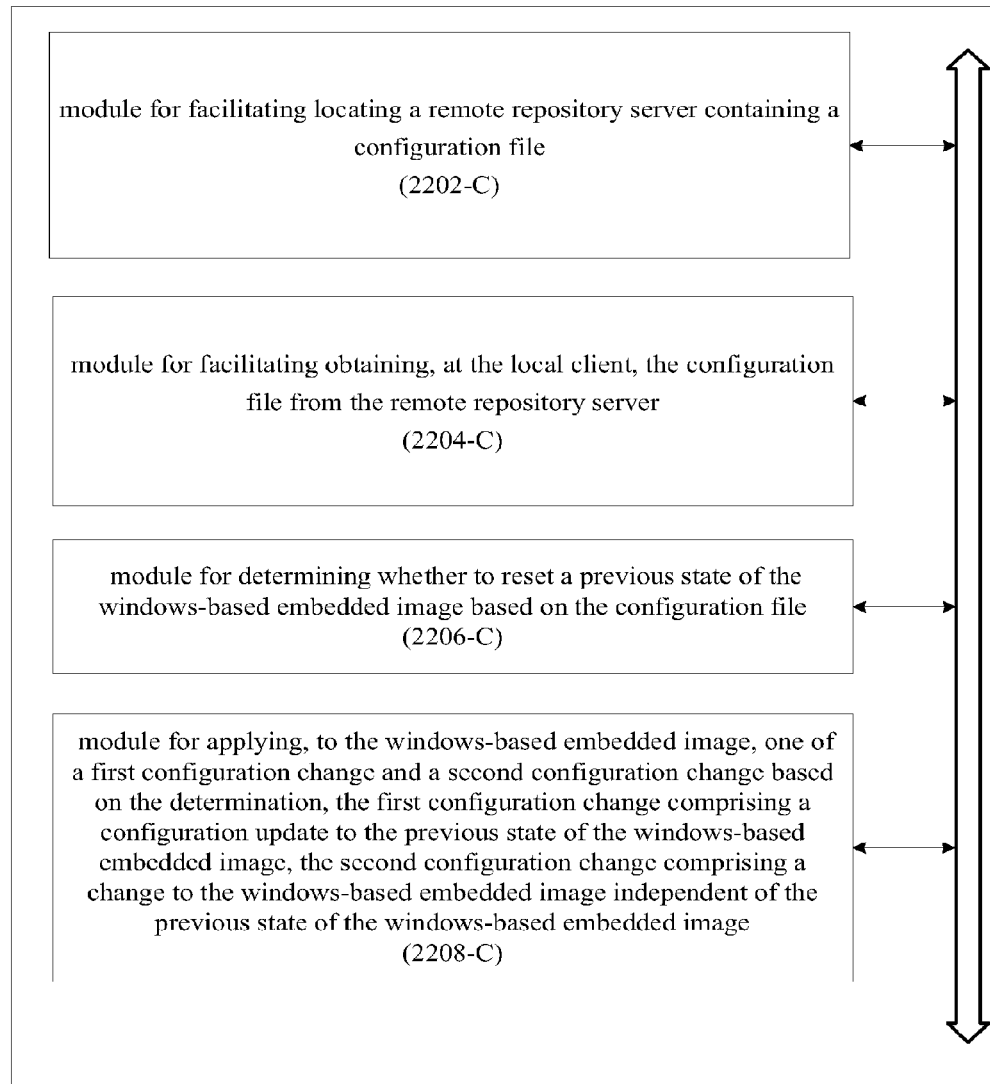 module for facilitating locating a remote repository server containing a
configuration file
(2202-C)
module for facilitating obtaining, at the local client, the configuration
file from the remote repository server
(2204-C)
module for determining whether to reset a previous state of the
windows-based embedded image based on the configuration file
(2206-C)
module for applying, to the windows-based embedded image, one of
a first configuration change and a second configuration change based
on the determination, the first configuration change comprising a
configuration update to the previous state of the windows-based
embedded image, the second configuration change comprising a
change to the windows-based embedded image independent of the
previous state of the windows-based embedded image
(2208-C)